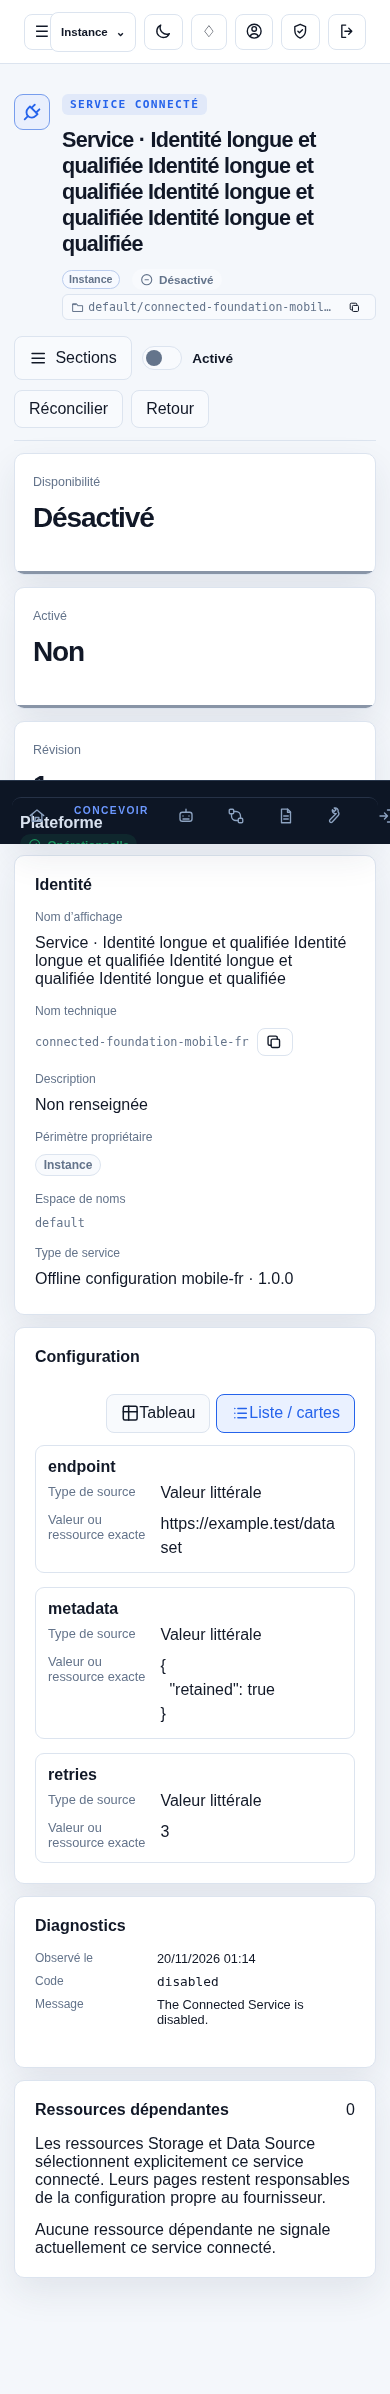 Instance
SERVICE CONNECTÉ
Service · Identité longue et
qualifiée Identité longue et
qualifiée Identité longue et
qualifiée Identité longue et
qualifiée
Instance
Désactivé
default/connected-foundation-mobil…
Sections
Activé
Réconcilier
Retour
Disponibilité
Désactivé
Activé
Non
Révision
CONCEVOIR
Plateforme
Opérationnelle
Identité
Nom d’affichage
Service · Identité longue et qualifiée Identité
longue et qualifiée Identité longue et
qualifiée Identité longue et qualifiée
Nom technique
connected-foundation-mobile-fr
Description
Non renseignée
Périmètre propriétaire
Instance
Espace de noms
default
Type de service
Offline configuration mobile-fr · 1.0.0
Configuration
Tableau
Liste / cartes
endpoint
Type de source Valeur littérale
Valeur ou
ressource exacte
https://example.test/data
set
metadata
Type de source Valeur littérale
Valeur ou
ressource exacte
{
"retained": true
}
retries
Type de source Valeur littérale
Valeur ou
ressource exacte
3
Diagnostics
Observé le 20/11/2026 01:14
Code disabled
Message The Connected Service is
disabled.
Ressources dépendantes 0
Les ressources Storage et Data Source
sélectionnent explicitement ce service
connecté. Leurs pages restent responsables
de la configuration propre au fournisseur.
Aucune ressource dépendante ne signale
actuellement ce service connecté.